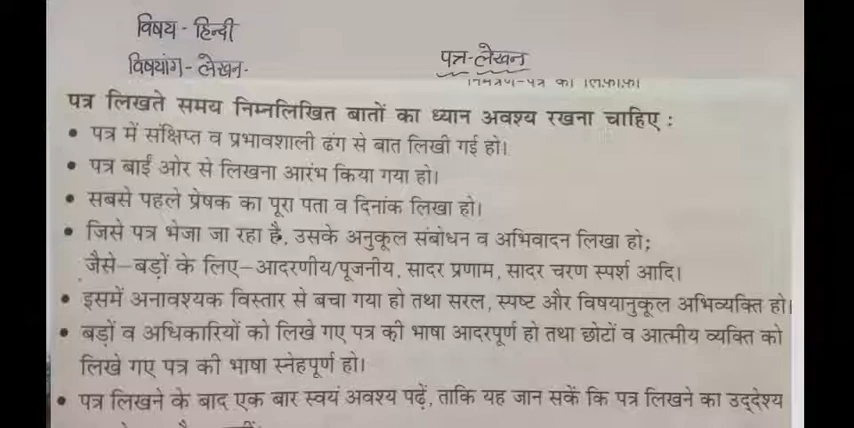 विषय - हिन्दी
विषयांग - लेखन -
पत्र-लेखन
निमंत्रण-पत्र का लिफ़ाफ़ा
पत्र लिखते समय निम्नलिखित बातों का ध्यान अवश्य रखना चाहिए :
• पत्र में संक्षिप्त व प्रभावशाली ढंग से बात लिखी गई हो।
• पत्र बाईं ओर से लिखना आरंभ किया गया हो।
• सबसे पहले प्रेषक का पूरा पता व दिनांक लिखा हो।
• जिसे पत्र भेजा जा रहा है, उसके अनुकूल संबोधन व अभिवादन लिखा हो;
जैसे–बड़ों के लिए–आदरणीय/पूजनीय, सादर प्रणाम, सादर चरण स्पर्श आदि।
• इसमें अनावश्यक विस्तार से बचा गया हो तथा सरल, स्पष्ट और विषयानुकूल अभिव्यक्ति हो।
• बड़ों व अधिकारियों को लिखे गए पत्र की भाषा आदरपूर्ण हो तथा छोटों व आत्मीय व्यक्ति को
लिखे गए पत्र की भाषा स्नेहपूर्ण हो।
• पत्र लिखने के बाद एक बार स्वयं अवश्य पढ़ें, ताकि यह जान सकें कि पत्र लिखने का उद्देश्य